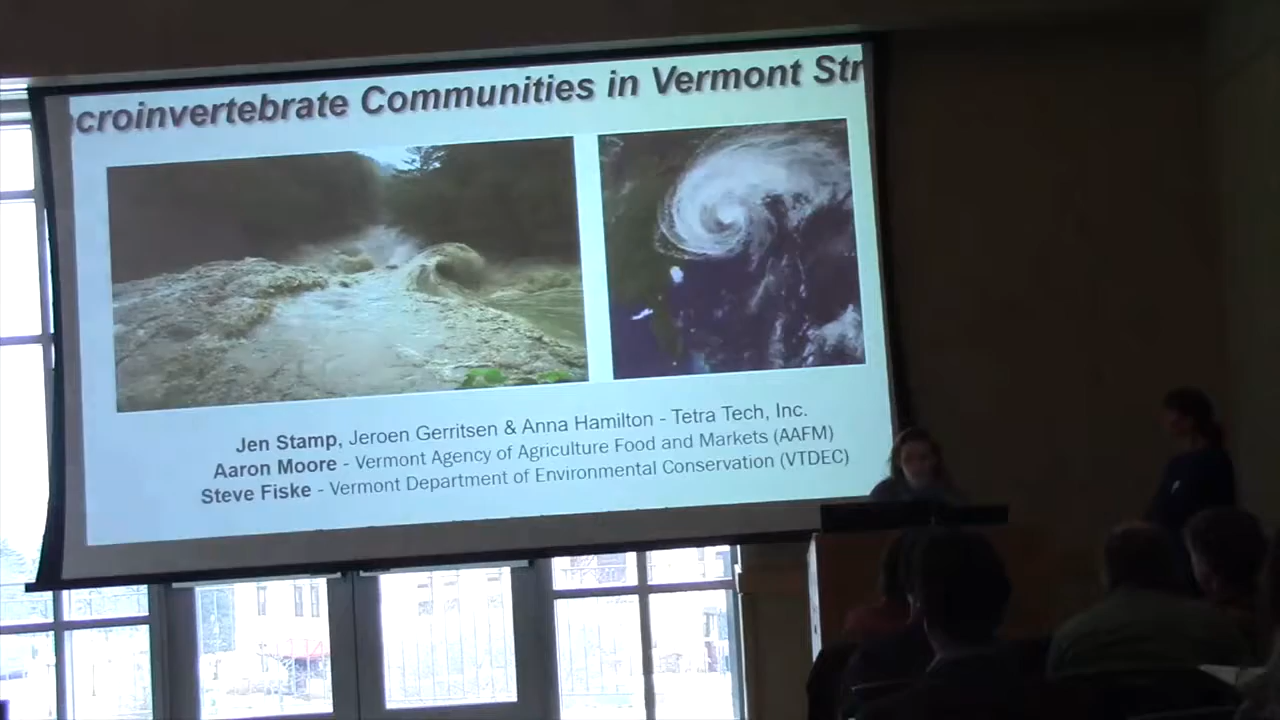 croinvertebrate Communities in Vermont Str
Jen Stamp, Jeroen Gerritsen & Anna Hamilton - Tetra Tech, Inc.
Aaron Moore - Vermont Agency of Agriculture Food and Markets (AAFM)
Steve Fiske - Vermont Department of Environmental Conservation (VTDEC)